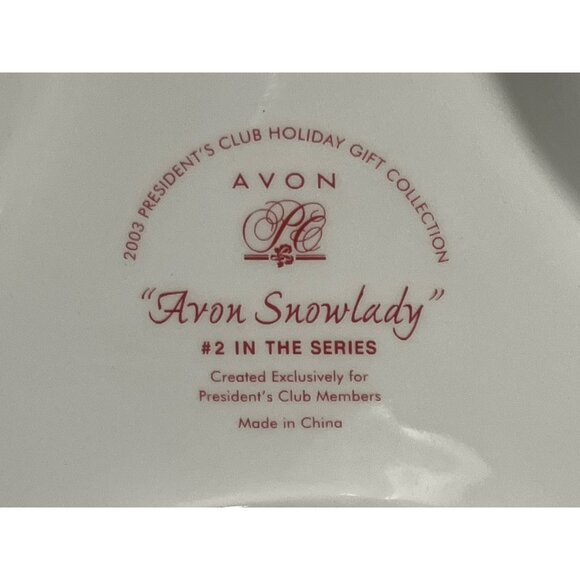 2003 PRESIDENT'S CLUB HOLIDAY GIFT COLLECTION
AVON
PC
"Avon Snowlady"
#2 IN THE SERIES
Created Exclusively for
President's Club Members
Made in China